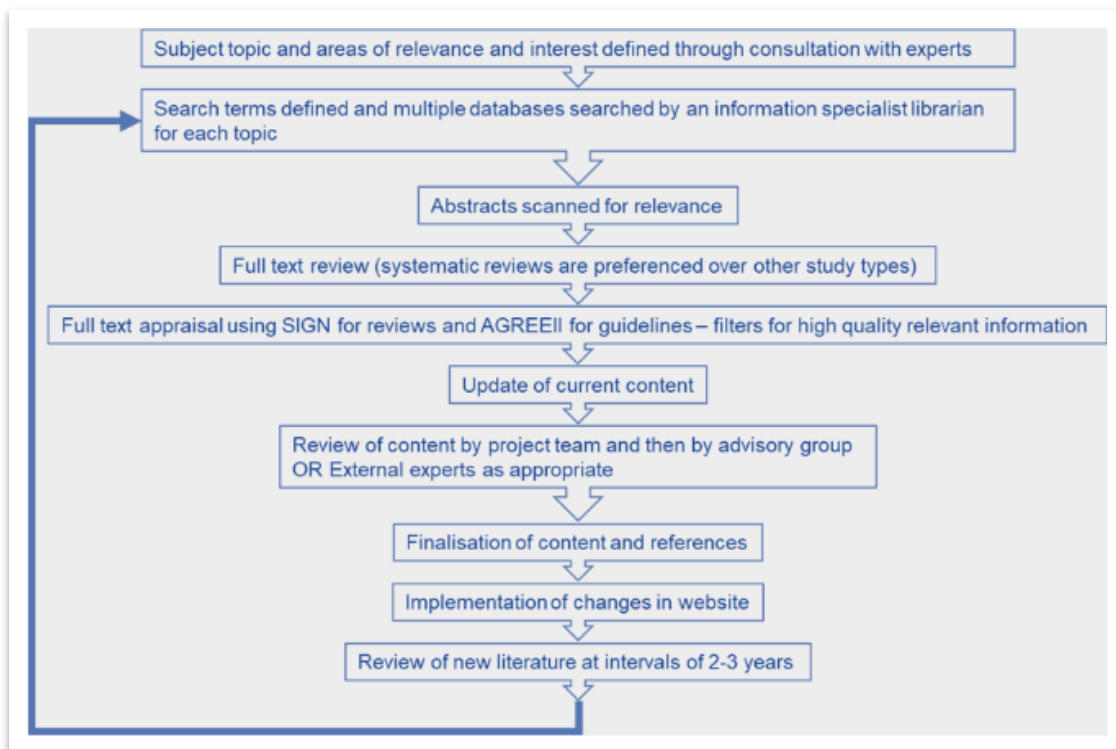 Subject topic and areas of relevance and interest defined through consultation with experts
Search terms defined and multiple databases searched by an information specialist librarian
for each topic
Abstracts scanned for relevance
Full text review (systematic reviews are preferenced over other study types)
Full text appraisal using SIGN for reviews and AGREEII for guidelines – filters for high quality relevant information
Update of current content
Review of content by project team and then by advisory group
OR External experts as appropriate
Finalisation of content and references
Implementation of changes in website
Review of new literature at intervals of 2-3 years